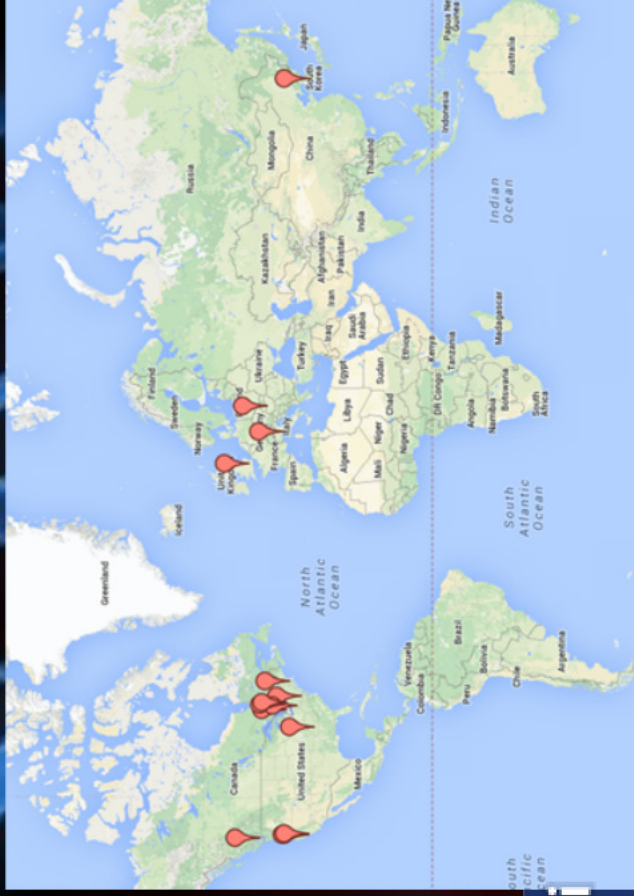 Greenland
Iceland
Finland
Sweden
Norway
Russia
Canada
Ukraine
Kazakhstan
Mongolia
France
Spain
Turkey
United States
North
Atlantic
Ocean
China
South
Korea
Japan
Algeria
Libya
Egypt
Iraq
Iran
Afghanistan
Pakistan
Saudi
Arabia
India
Thailand
Mexico
Mali
Niger
Chad
Sudan
Nigeria
Ethiopia
Venezuela
Colombia
DR Congo
Kenya
Tanzania
Indonesia
Papua New
Guinea
Peru
Brazil
Bolivia
Chile
Argentina
Angola
Namibia
Botswana
Madagascar
South
Africa
South
Atlantic
Ocean
Indian
Ocean
Australia